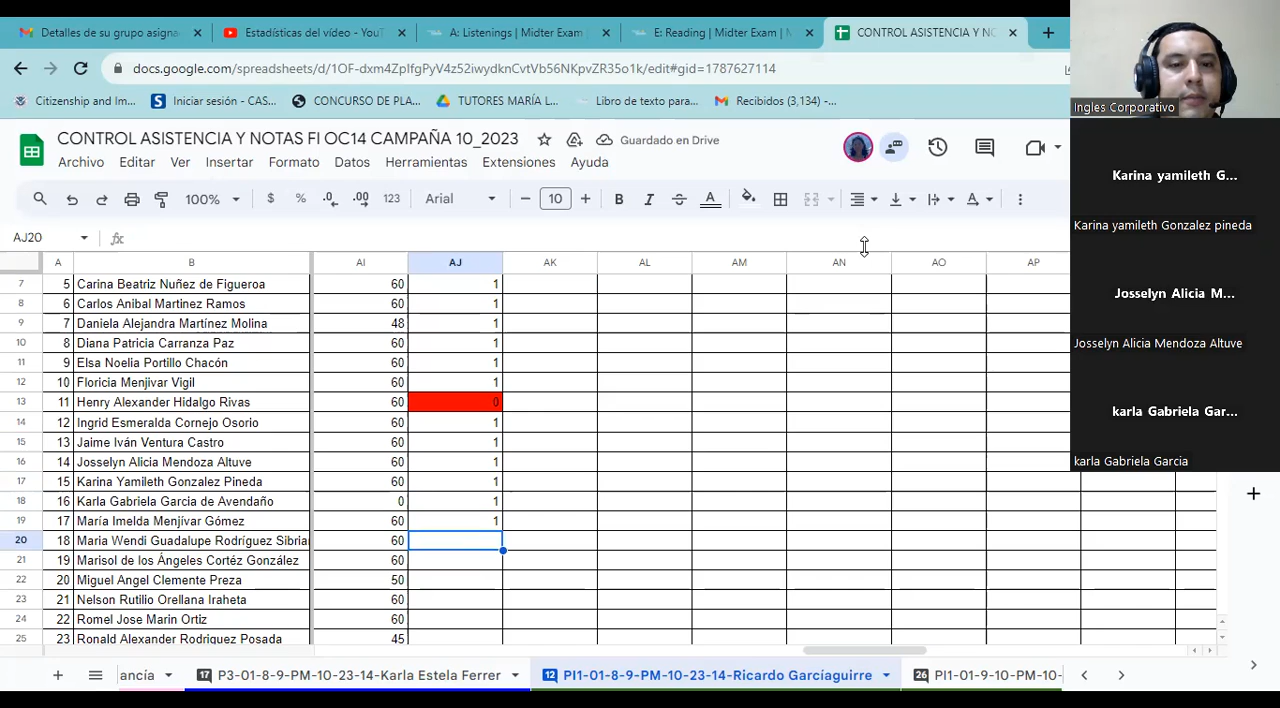 Detalles de su grupo asigna
Estadísticas del vídeo - YouT
A: Listenings | Midter Exam |
E: Reading | Midter Exam | M
CONTROL ASISTENCIA Y NO
docs.google.com/spreadsheets/d/1OF-dxm4ZpIfgPyV4z52iwydknCvtVb56NKpvZR35o1k/edit#gid=1787627114
Citizenship and Im...
Iniciar sesión - CAS...
CONCURSO DE PLA...
TUTORES MARÍA L...
Libro de texto para...
Recibidos (3,134) -...
CONTROL ASISTENCIA Y NOTAS FI OC14 CAMPAÑA 10_2023
Guardado en Drive
Archivo Editar Ver Insertar Formato Datos Herramientas Extensiones Ayuda
100% $ % .0 .00 123 Arial 10 B I S A
AJ20 fx
A B AI AJ AK AL AM AN AO AP
7 5 Carina Beatriz Nuñez de Figueroa 60 1
8 6 Carlos Anibal Martinez Ramos 60 1
9 7 Daniela Alejandra Martínez Molina 48 1
10 8 Diana Patricia Carranza Paz 60 1
11 9 Elsa Noelia Portillo Chacón 60 1
12 10 Floricia Menjivar Vigil 60 1
13 11 Henry Alexander Hidalgo Rivas 60 0
14 12 Ingrid Esmeralda Cornejo Osorio 60 1
15 13 Jaime Iván Ventura Castro 60 1
16 14 Josselyn Alicia Mendoza Altuve 60 1
17 15 Karina Yamileth Gonzalez Pineda 60 1
18 16 Karla Gabriela Garcia de Avendaño 0 1
19 17 María Imelda Menjívar Gómez 60 1
20 18 Maria Wendi Guadalupe Rodríguez Sibrian 60
21 19 Marisol de los Ángeles Cortéz González 60
22 20 Miguel Angel Clemente Preza 50
23 21 Nelson Rutilio Orellana Iraheta 60
24 22 Romel Jose Marin Ortiz 60
25 23 Ronald Alexander Rodriguez Posada 45
ancía
17 P3-01-8-9-PM-10-23-14-Karla Estela Ferrer
12 PI1-01-8-9-PM-10-23-14-Ricardo Garcíaguirre
26 PI1-01-9-10-PM-10-
Ingles Corporativo
Karina yamileth G...
Karina yamileth Gonzalez pineda
Josselyn Alicia M...
Josselyn Alicia Mendoza Altuve
karla Gabriela Gar...
karla Gabriela Garcia